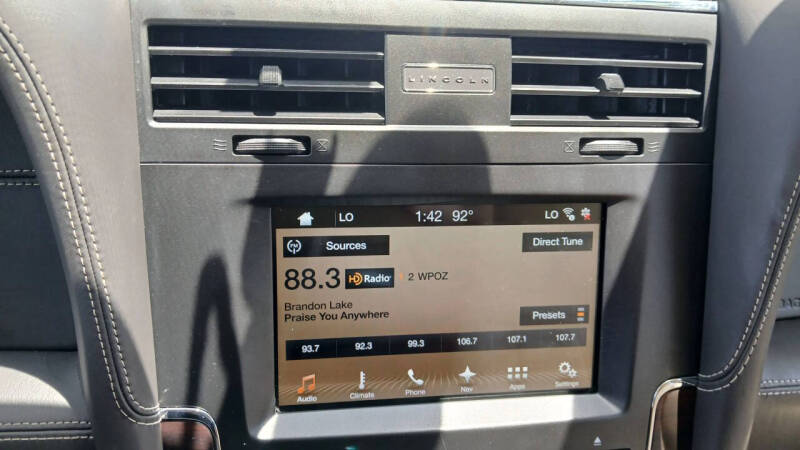 LINCOLN
LO 1:42 92° LO
FM Sources Direct Tune
88.3 HD Radio 1 2 WPOZ
Brandon Lake
Praise You Anywhere
Presets
93.7 92.3 99.3 106.7 107.1 107.7
Audio Climate Phone Nav Apps Settings